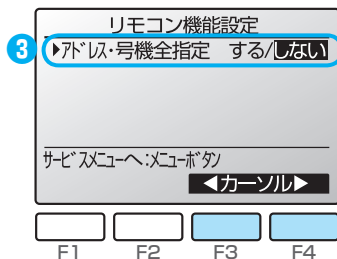 リモコン機能設定
3 ▶アドレス・号機全指定 する/しない
サービスメニューへ:メニューボタン
◀カーソル▶
F1 F2 F3 F4